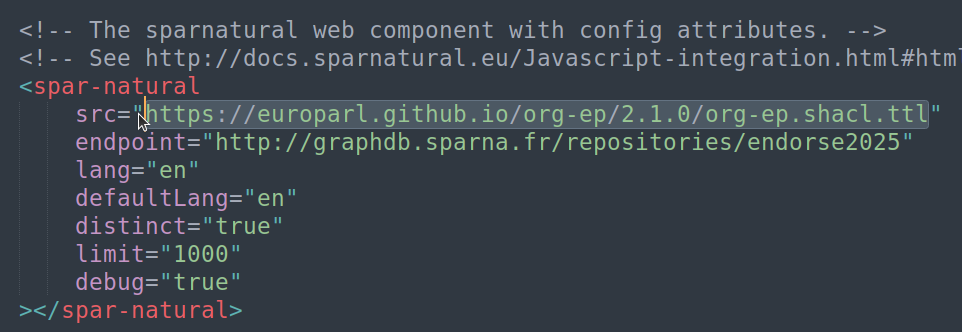 <!-- The sparnatural web component with config attributes. -->
<!-- See http://docs.sparnatural.eu/Javascript-integration.html#html
<spar-natural
    src="https://europarl.github.io/org-ep/2.1.0/org-ep.shacl.ttl"
    endpoint="http://graphdb.sparna.fr/repositories/endorse2025"
    lang="en"
    defaultLang="en"
    distinct="true"
    limit="1000"
    debug="true"
></spar-natural>